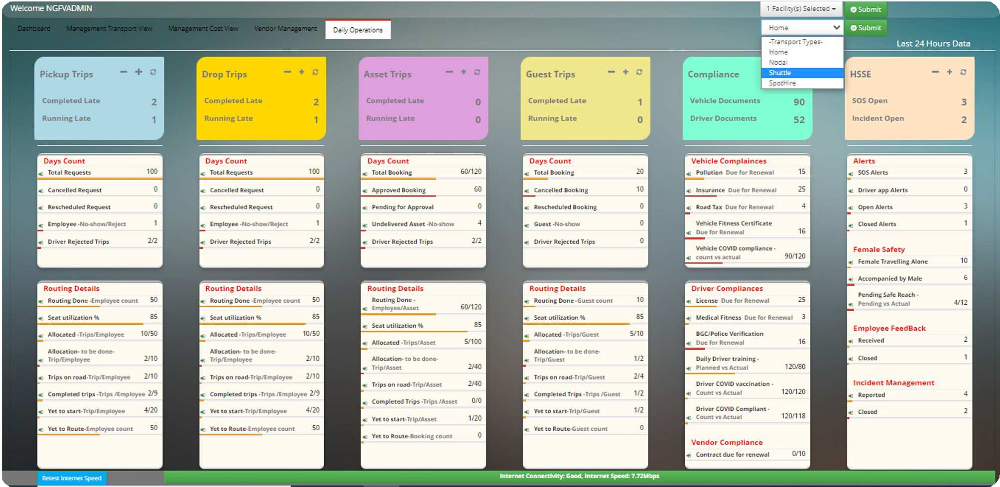 Welcome NGFVADMIN
1 Facility(s) Selected
Submit
Dashboard
Management Transport View
Management Cost View
Vendor Management
Daily Operations
Home
Submit
-Transport Types-
Home
Nodal
Shuttle
SpotHire
Last 24 Hours Data
Pickup Trips
Completed Late 2
Running Late 1
Drop Trips
Completed Late 2
Running Late 1
Asset Trips
Completed Late 0
Running Late 0
Guest Trips
Completed Late 1
Running Late 0
Compliance
Vehicle Documents 90
Driver Documents 52
HSSE
SOS Open 3
Incident Open 2
Days Count
Total Requests 100
Cancelled Request 0
Rescheduled Request 0
Employee -No-show/Reject 1
Driver Rejected Trips 2/2
Routing Details
Routing Done -Employee count 50
Seat utilization % 85
Allocated -Trips/Employee 10/50
Allocation- to be done-
Trip/Employee 2/10
Trips on road-Trip/Employee 2/10
Completed trips -Trips /Employee 2/9
Yet to start-Trip/Employee 4/20
Yet to Route-Employee count 50
Days Count
Total Requests 100
Cancelled Request 0
Rescheduled Request 0
Employee -No-show/Reject 1
Driver Rejected Trips 2/2
Routing Details
Routing Done -Employee count 50
Seat utilization % 85
Allocated -Trips/Employee 10/50
Allocation- to be done-
Trip/Employee 2/10
Trips on road-Trip/Employee 2/10
Completed trips -Trips /Employee 2/9
Yet to start-Trip/Employee 4/20
Yet to Route-Employee count 50
Days Count
Total Booking 60/120
Approved Booking 60
Pending for Approval 0
Undelivered Asset -No-show 4
Driver Rejected Trips 2/2
Routing Details
Routing Done -
Employee/Asset 60/120
Seat utilization % 85
Allocated -Trips/Asset 5/100
Allocation- to be done-
Trip/Asset 2/40
Trips on road-Trip/Asset 2/40
Completed Trips -Trips /Asset 0/0
Yet to start-Trip/Asset 1/20
Yet to Route-Booking count 0
Days Count
Total Booking 20
Cancelled Booking 10
Rescheduled Booking 0
Guest -No-show 0
Driver Rejected Trips 0
Routing Details
Routing Done -Guest count 10
Seat utilization % 85
Allocated -Trips/Guest 5/10
Allocation- to be done-
Trip/Guest 1/2
Trips on road-Trip/Guest 2/4
Completed Trips -Trips /Guest 1/2
Yet to start-Trip/Guest 1/2
Yet to Route-Guest count 0
Vehicle Complainces
Pollution Due for Renewal 15
Insurance Due for Renewal 25
Road Tax Due for Renewal 4
Vehicle Fitness Certificate
Due for Renewal 16
Vehicle COVID compliance -
count vs actual 90/120
Driver Compliances
License Due for Renewal 25
Medical Fitness Due for Renewal 3
BGC/Police Verification
Due for Renewal 16
Daily Driver training -
Planned vs Actual 120/80
Driver COVID vaccination -
Count vs Actual 120/120
Driver COVID Compliant -
Count vs Actual 120/118
Vendor Compliance
Contract due for renewal 0/10
Alerts
SOS Alerts 3
Driver app Alerts 0
Open Alerts 3
Closed Alerts 1
Female Safety
Female Travelling Alone 10
Accompanied by Male 6
Pending Safe Reach -
Pending vs Actual 4/12
Employee FeedBack
Received 2
Closed 1
Incident Management
Reported 4
Closed 2
Retest Internet Speed
Internet Connectivity: Good, Internet Speed: 7.72Mbps